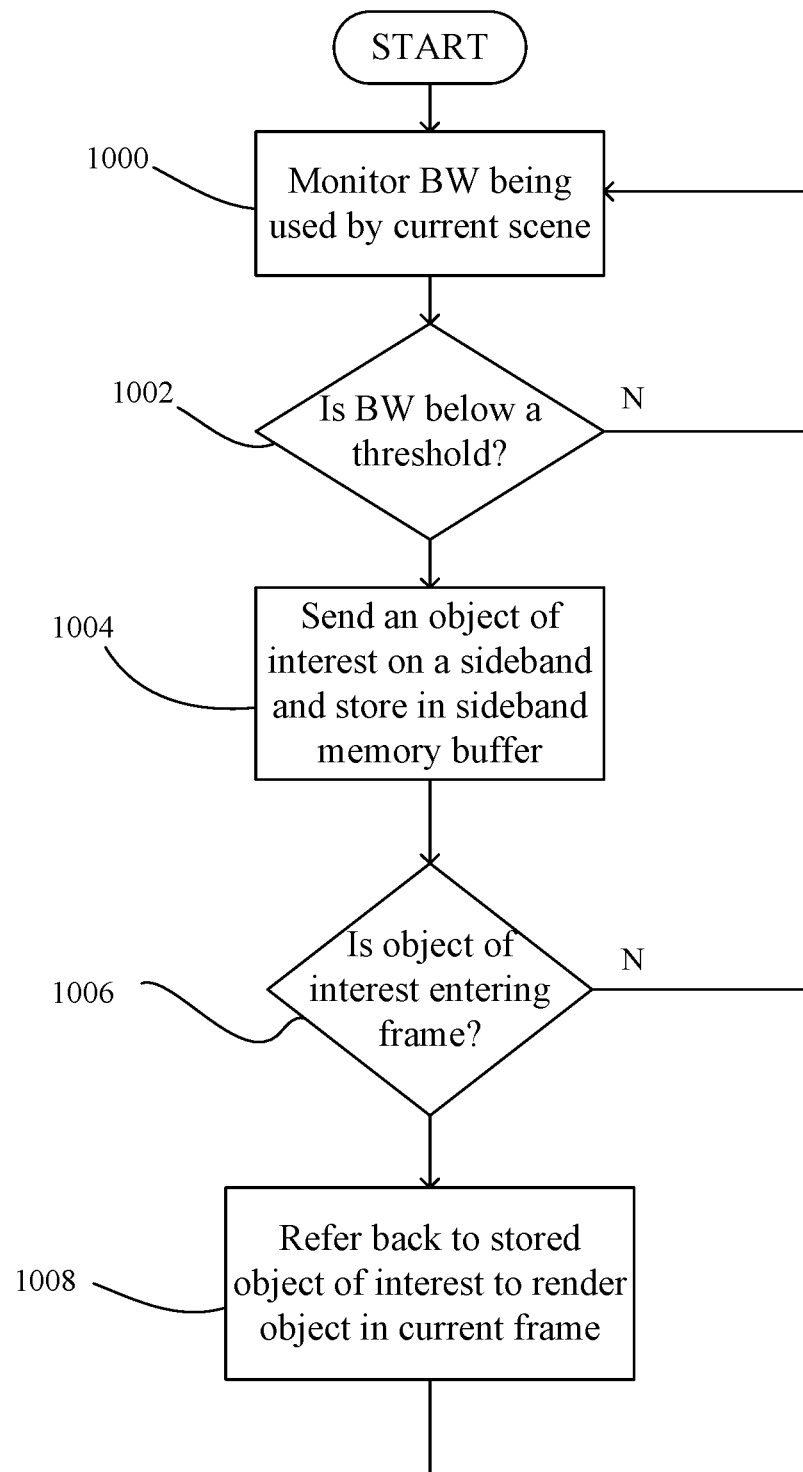 START
1000
Monitor BW being
used by current scene
1002
Is BW below a
threshold?
N
1004
Send an object of
interest on a sideband
and store in sideband
memory buffer
1006
Is object of
interest entering
frame?
N
1008
Refer back to stored
object of interest to render
object in current frame